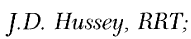 J.D. Hussey, RRT;